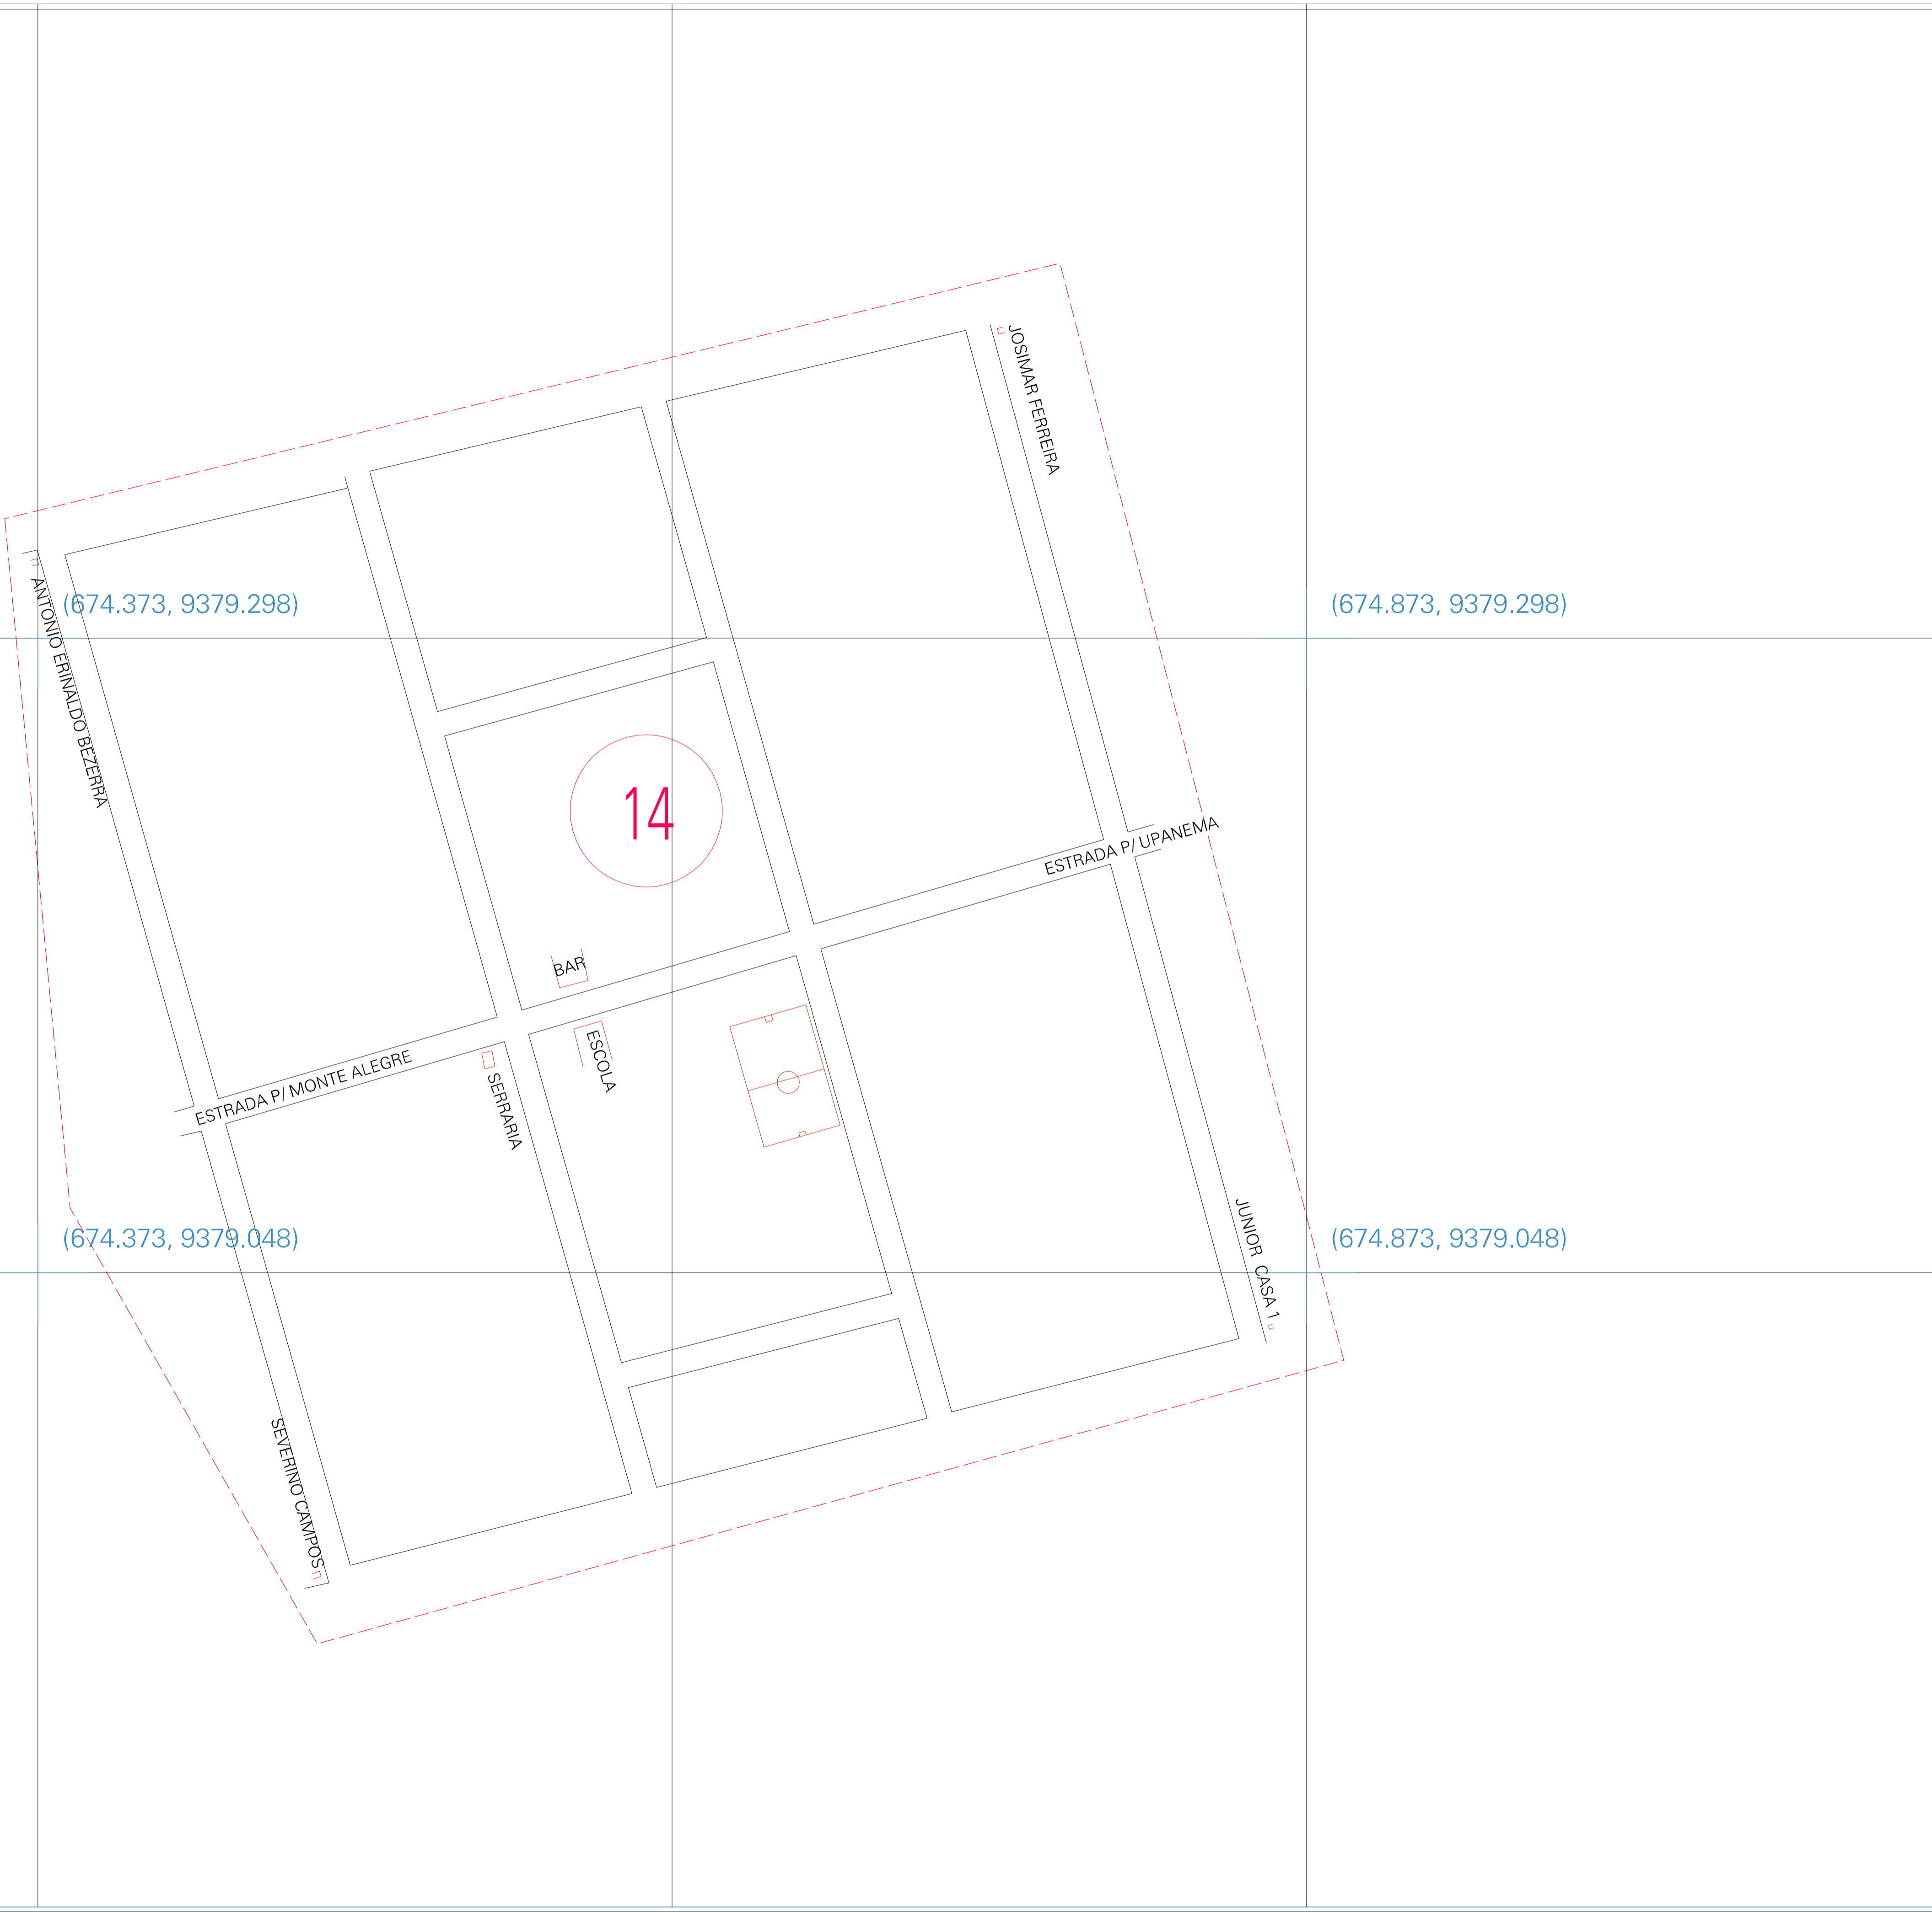 JOSIMAR FERREIRA
(674.373, 9379.298)
(674.873, 9379.298)
ANTONIO ERINALDO BEZERRA
14
ESTRADA P/ UPANEMA
BAR
ESCOLA
ESTRADA P/ MONTE ALEGRE
SERRARIA
(674.373, 9379.048)
(674.873, 9379.048)
JUNIOR CASA 1
SEVERINO CAMPOS